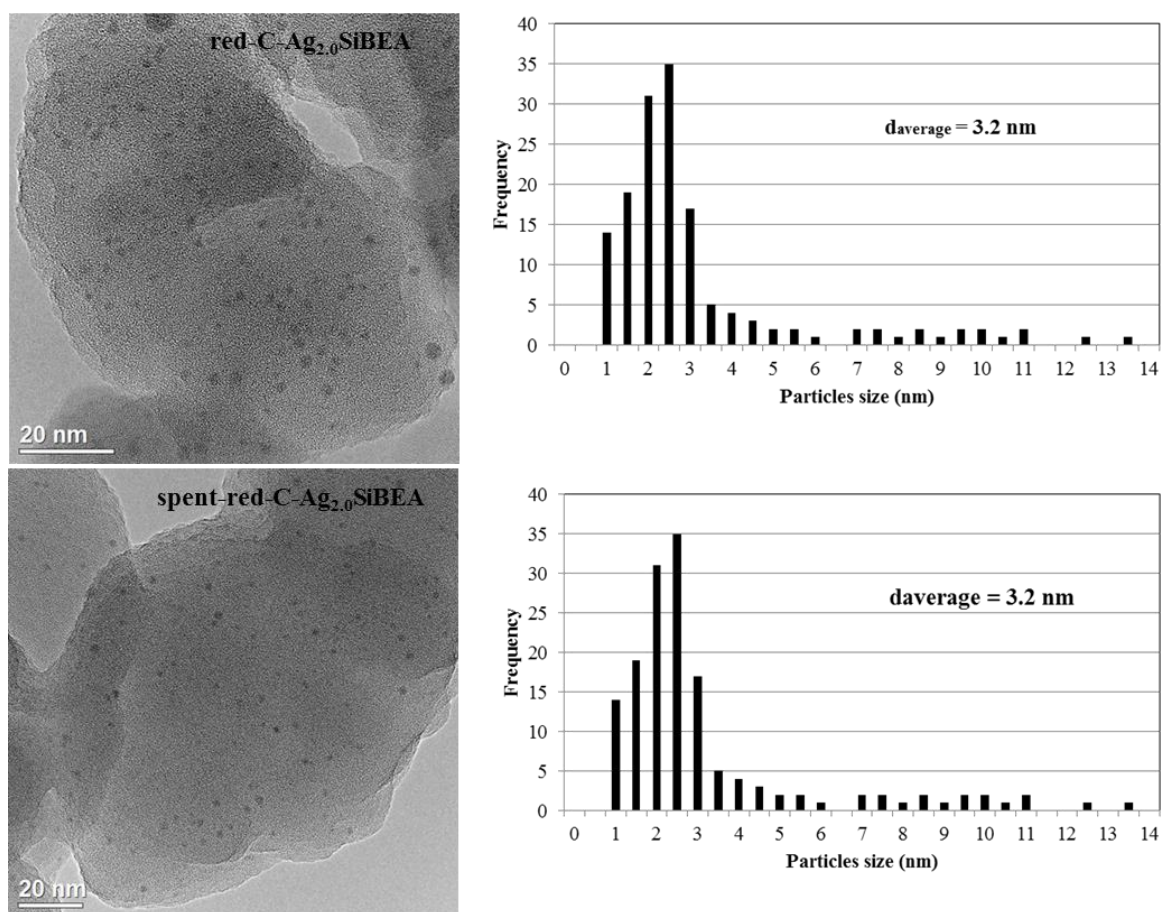 red-C-Ag2.0SiBEA
20 nm
40
35
30
25
20
15
10
5
0
Frequency
daverage = 3.2 nm
0 1 2 3 4 5 6 7 8 9 10 11 12 13 14
Particles size (nm)
spent-red-C-Ag2.0SiBEA
20 nm
40
35
30
25
20
15
10
5
0
Frequency
daverage = 3.2 nm
0 1 2 3 4 5 6 7 8 9 10 11 12 13 14
Particles size (nm)